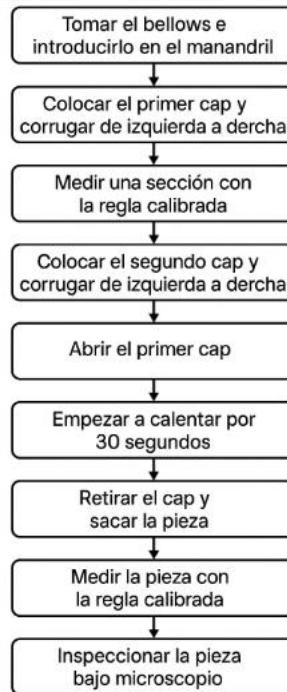 Tomar el bellows e
introducirlo en el manandril
Colocar el primer cap y
corrugar de izquierda a dercha
Medir una sección con
la regla calibrada
Colocar el segundo cap y
corrugar de izquierda a dercha
Abrir el primer cap
Empezar a calentar por
30 segundos
Retirar el cap y
sacar la pieza
Medir la pieza con
la regla calibrada
Inspeccionar la pieza
bajo microscopio